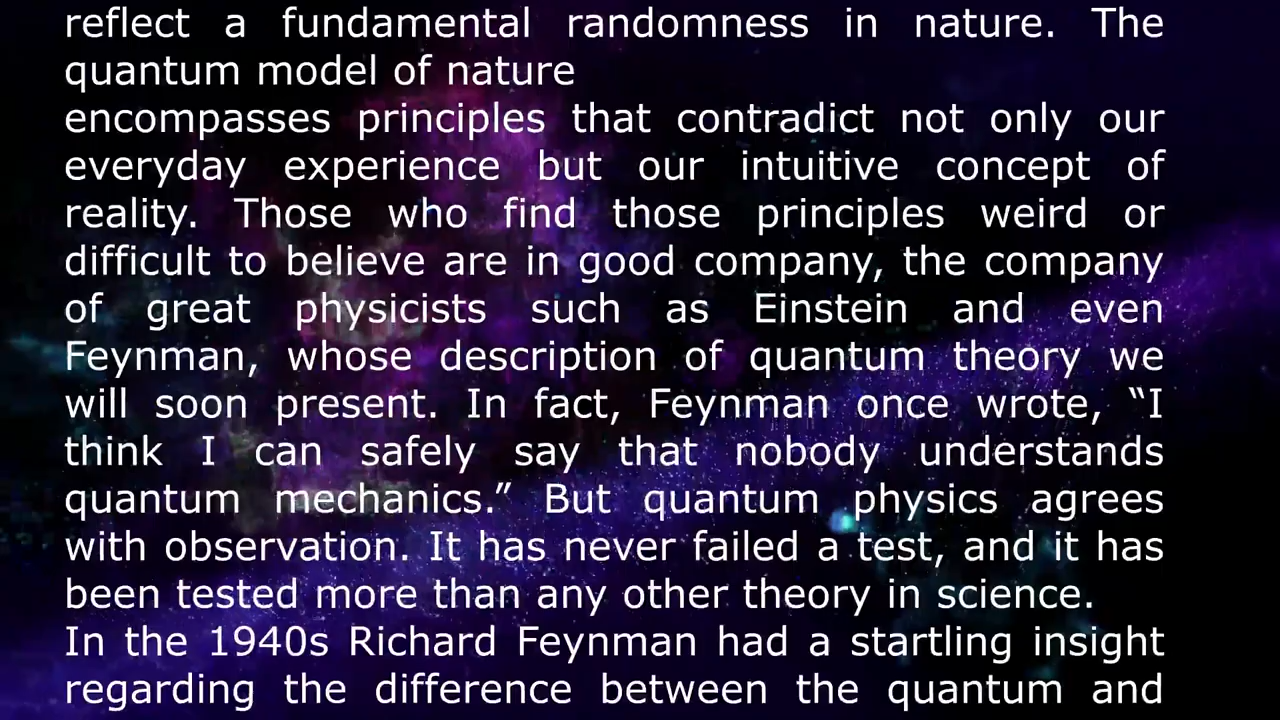 reflect a fundamental randomness in nature. The
quantum model of nature
encompasses principles that contradict not only our
everyday experience but our intuitive concept of
reality. Those who find those principles weird or
difficult to believe are in good company, the company
of great physicists such as Einstein and even
Feynman, whose description of quantum theory we
will soon present. In fact, Feynman once wrote, “I
think I can safely say that nobody understands
quantum mechanics.” But quantum physics agrees
with observation. It has never failed a test, and it has
been tested more than any other theory in science.
In the 1940s Richard Feynman had a startling insight
regarding the difference between the quantum and